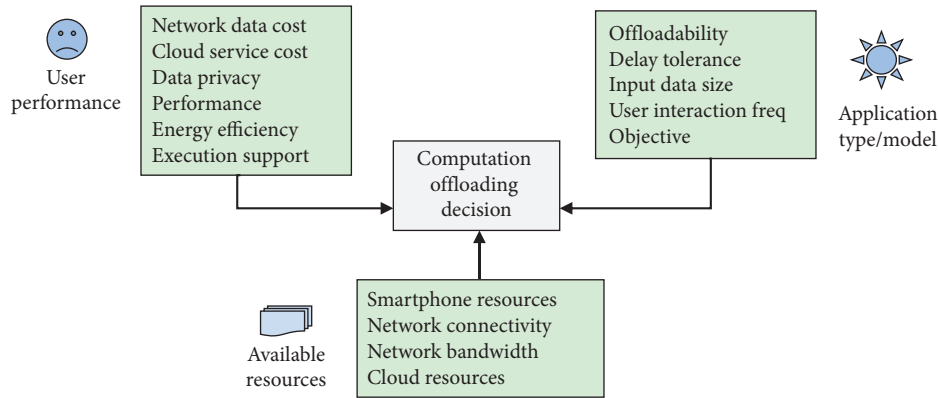 User
performance
Network data cost
Cloud service cost
Data privacy
Performance
Energy efficiency
Execution support
Offloadability
Delay tolerance
Input data size
User interaction freq
Objective
Application
type/model
Computation
offloading
decision
Available
resources
Smartphone resources
Network connectivity
Network bandwidth
Cloud resources